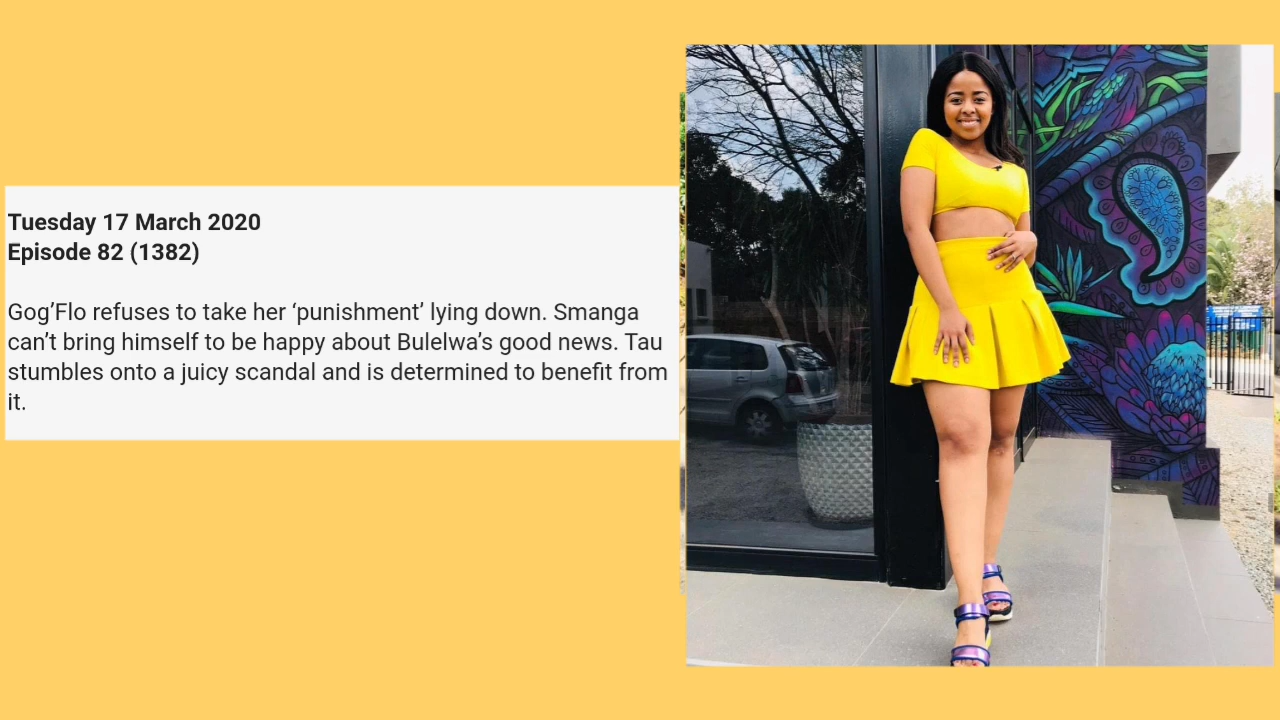 Tuesday 17 March 2020
Episode 82 (1382)
Gog’Flo refuses to take her ‘punishment’ lying down. Smanga
can’t bring himself to be happy about Bulelwa’s good news. Tau
stumbles onto a juicy scandal and is determined to benefit from
it.